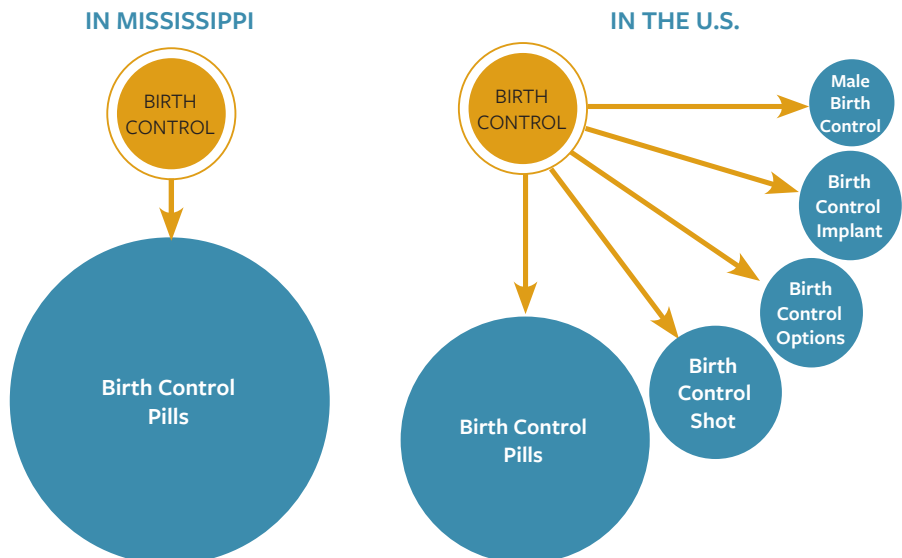 IN MISSISSIPPI
BIRTH
CONTROL
Birth Control
Pills
IN THE U.S.
BIRTH
CONTROL
Male
Birth
Control
Birth
Control
Implant
Birth
Control
Options
Birth
Control
Shot
Birth Control
Pills